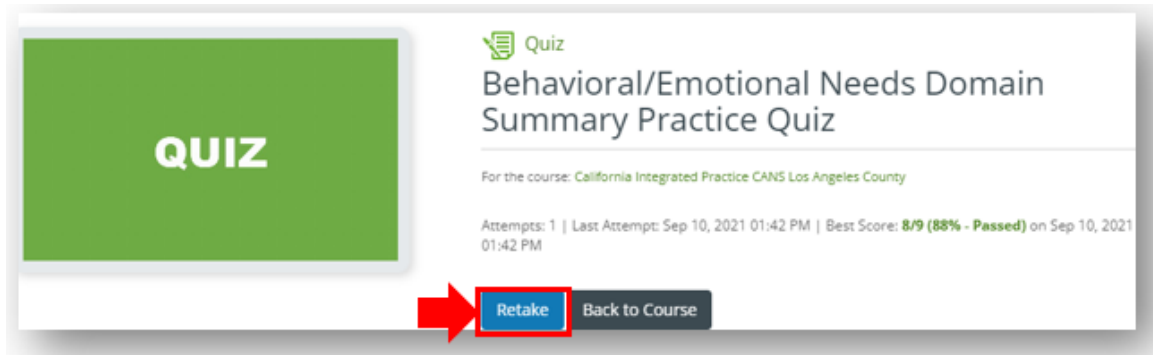 QUIZ
Quiz
Behavioral/Emotional Needs Domain
Summary Practice Quiz
For the course: California Integrated Practice CANS Los Angeles County
Attempts: 1 | Last Attempt: Sep 10, 2021 01:42 PM | Best Score: 8/9 (88% - Passed) on Sep 10, 2021
01:42 PM
Retake
Back to Course